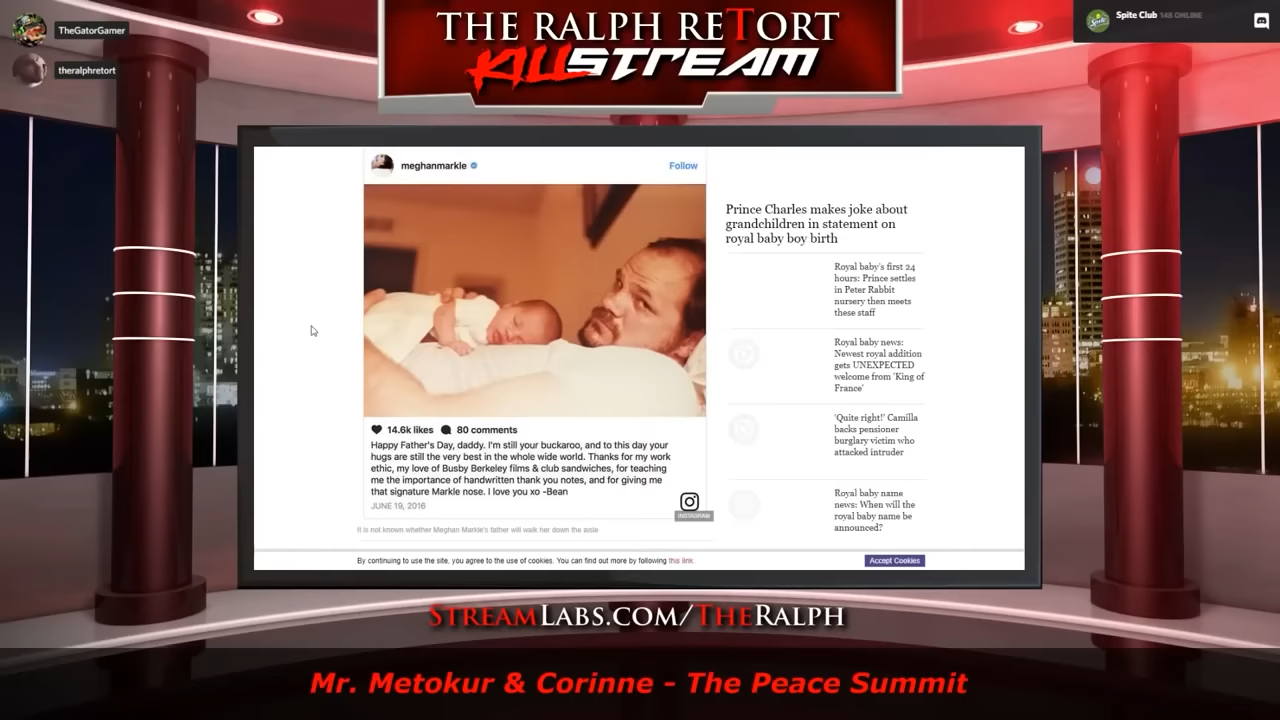 TheGatorGamer
theralphretort
THE RALPH RETORT
KILLSTREAM
Spite Club 148 ONLINE
meghanmarkle
Follow
14.6k likes 80 comments
Happy Father's Day, daddy. I'm still your buckaroo, and to this day your
hugs are still the very best in the whole wide world. Thanks for my work
ethic, my love of Busby Berkeley films & club sandwiches, for teaching
me the importance of handwritten thank you notes, and for giving me
that signature Markle nose. I love you xo -Bean
JUNE 19, 2016
INSTAGRAM
It is not known whether Meghan Markle's father will walk her down the aisle
Prince Charles makes joke about
grandchildren in statement on
royal baby boy birth
Royal baby's first 24
hours: Prince settles
in Peter Rabbit
nursery then meets
these staff
Royal baby news:
Newest royal addition
gets UNEXPECTED
welcome from 'King of
France'
'Quite right!' Camilla
backs pensioner
burglary victim who
attacked intruder
Royal baby name
news: When will the
royal baby name be
announced?
By continuing to use the site, you agree to the use of cookies. You can find out more by following this link.
Accept Cookies
STREAMLABS.COM/THERALPH
Mr. Metokur & Corinne - The Peace Summit